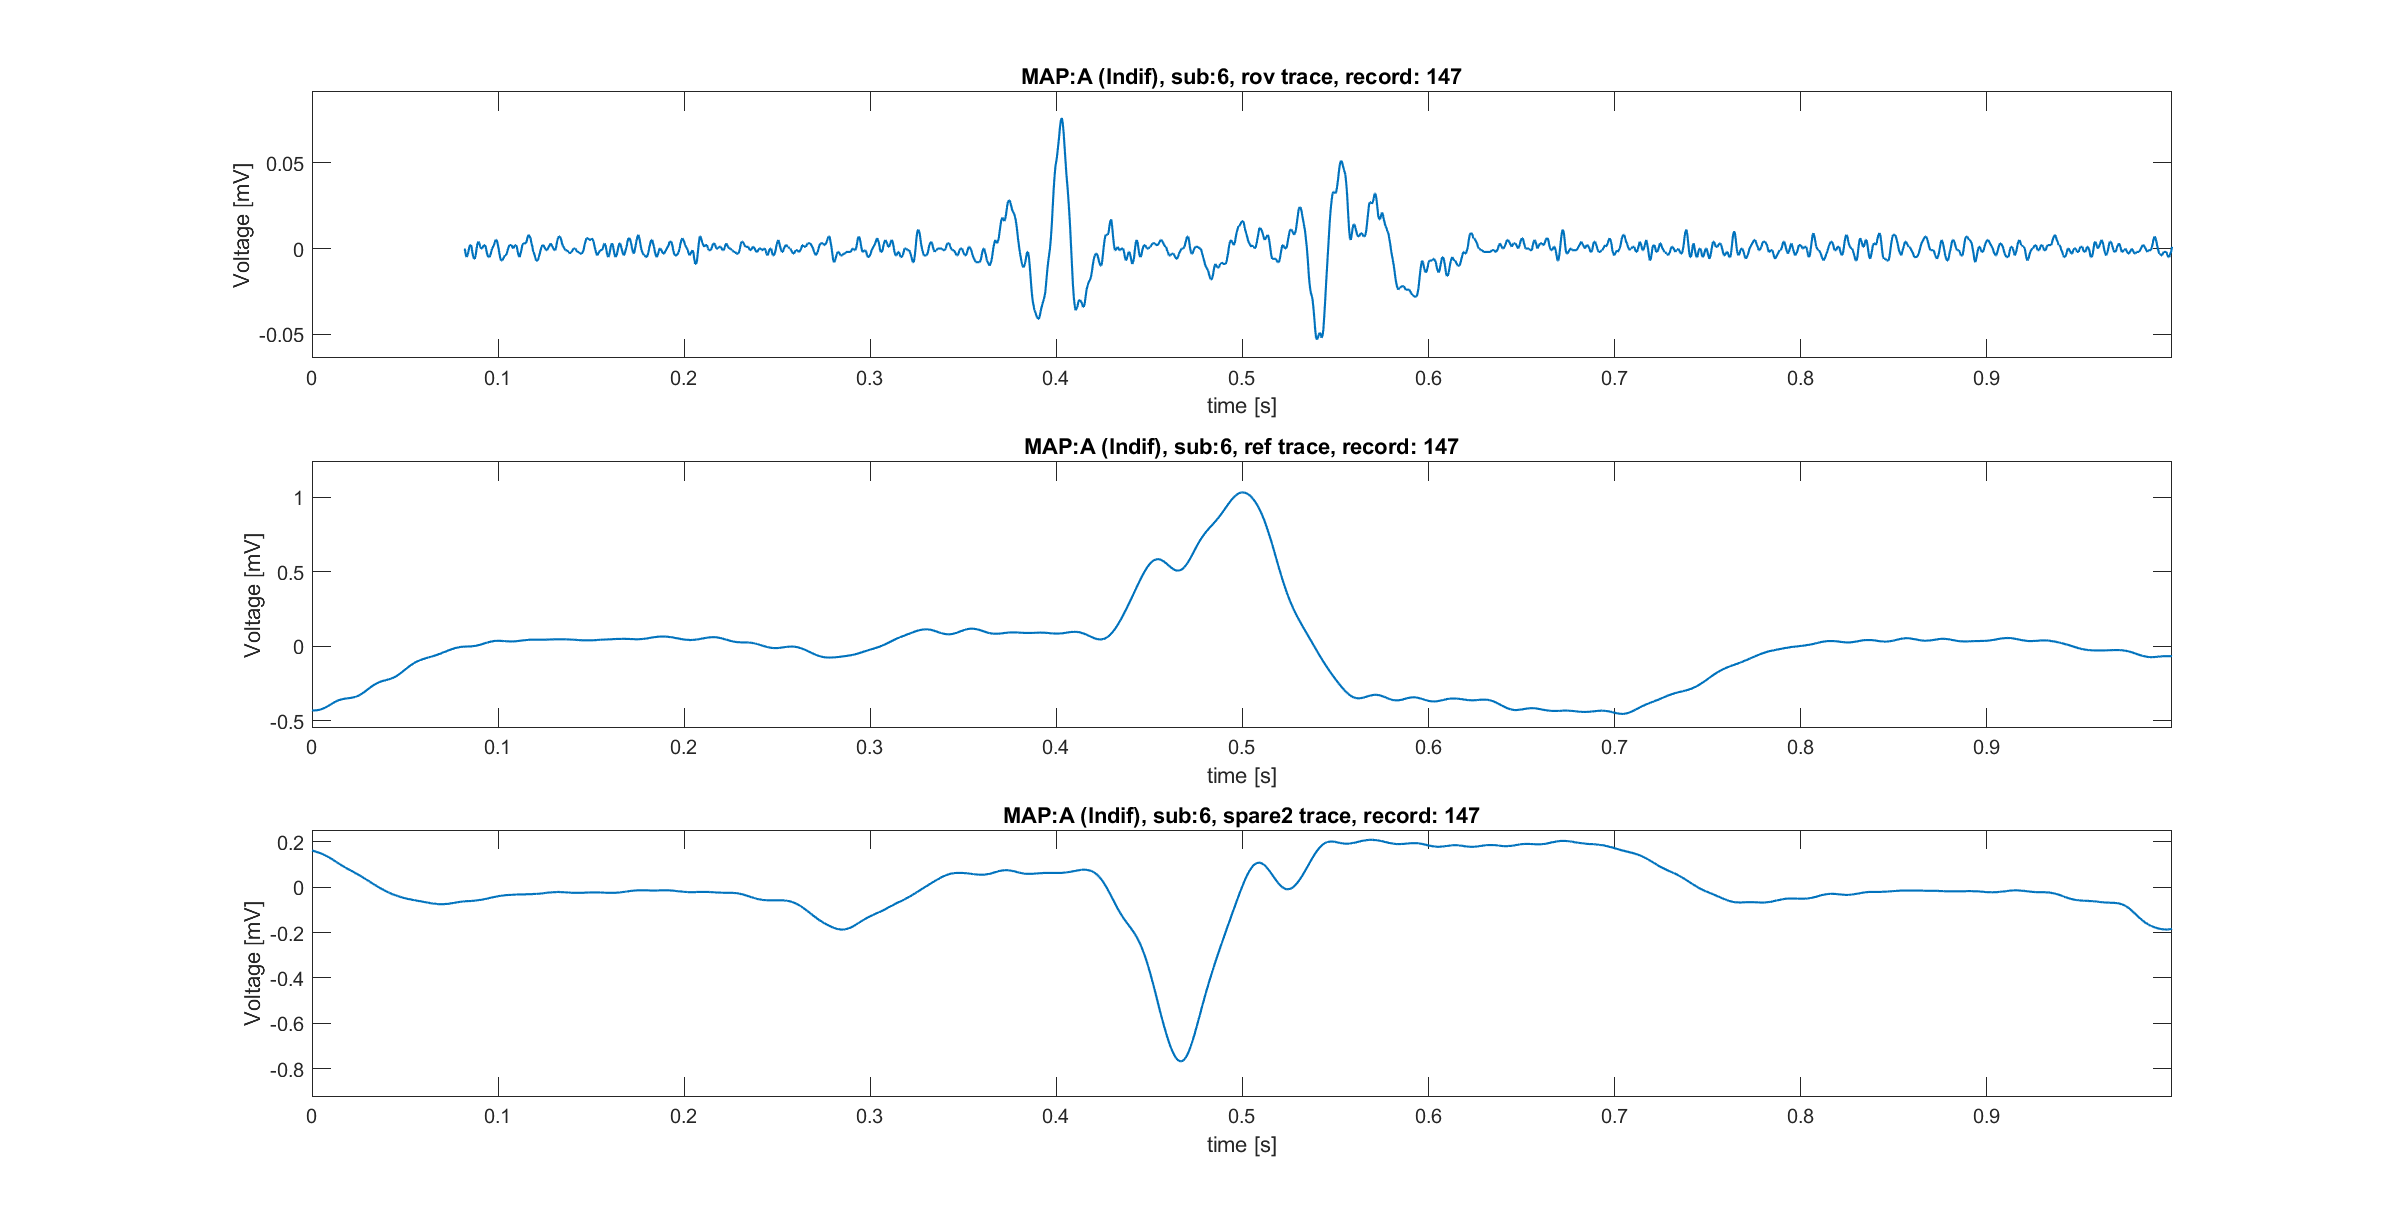 MAP:A (Indif), sub:6, rov trace, record: 147
Voltage [mV]
0.05
0
-0.05
0 0.1 0.2 0.3 0.4 0.5 0.6 0.7 0.8 0.9
time [s]
MAP:A (Indif), sub:6, ref trace, record: 147
Voltage [mV]
1
0.5
0
-0.5
0 0.1 0.2 0.3 0.4 0.5 0.6 0.7 0.8 0.9
time [s]
MAP:A (Indif), sub:6, spare2 trace, record: 147
Voltage [mV]
0.2
0
-0.2
-0.4
-0.6
-0.8
0 0.1 0.2 0.3 0.4 0.5 0.6 0.7 0.8 0.9
time [s]